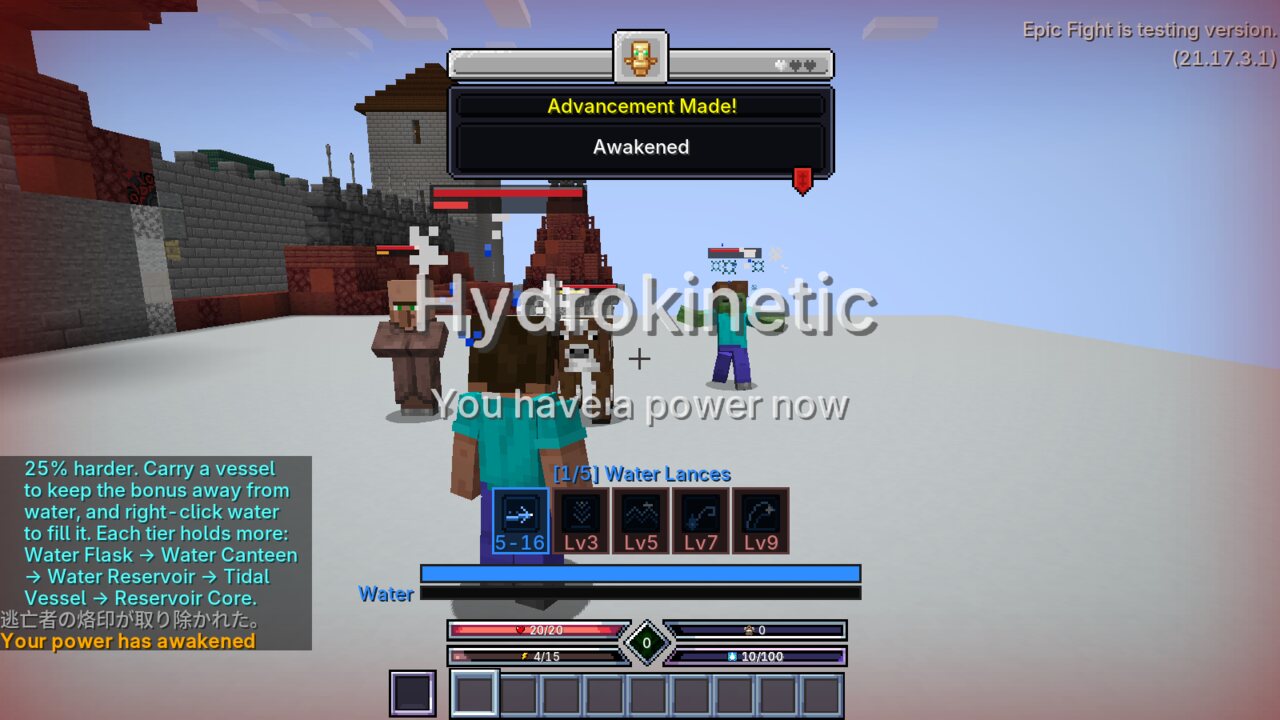 Epic Fight is testing version.
(21.17.3.1)
Advancement Made!
Awakened
Hydrokinetic
You have a power now
[1/5] Water Lances
5-16
Lv3
Lv5
Lv7
Lv9
25% harder. Carry a vessel
to keep the bonus away from
water, and right-click water
to fill it. Each tier holds more:
Water Flask → Water Canteen
→ Water Reservoir → Tidal
Vessel → Reservoir Core.
逃亡者の烙印が取り除かれた。
Your power has awakened
Water
20/20
0
0
4/15
10/100